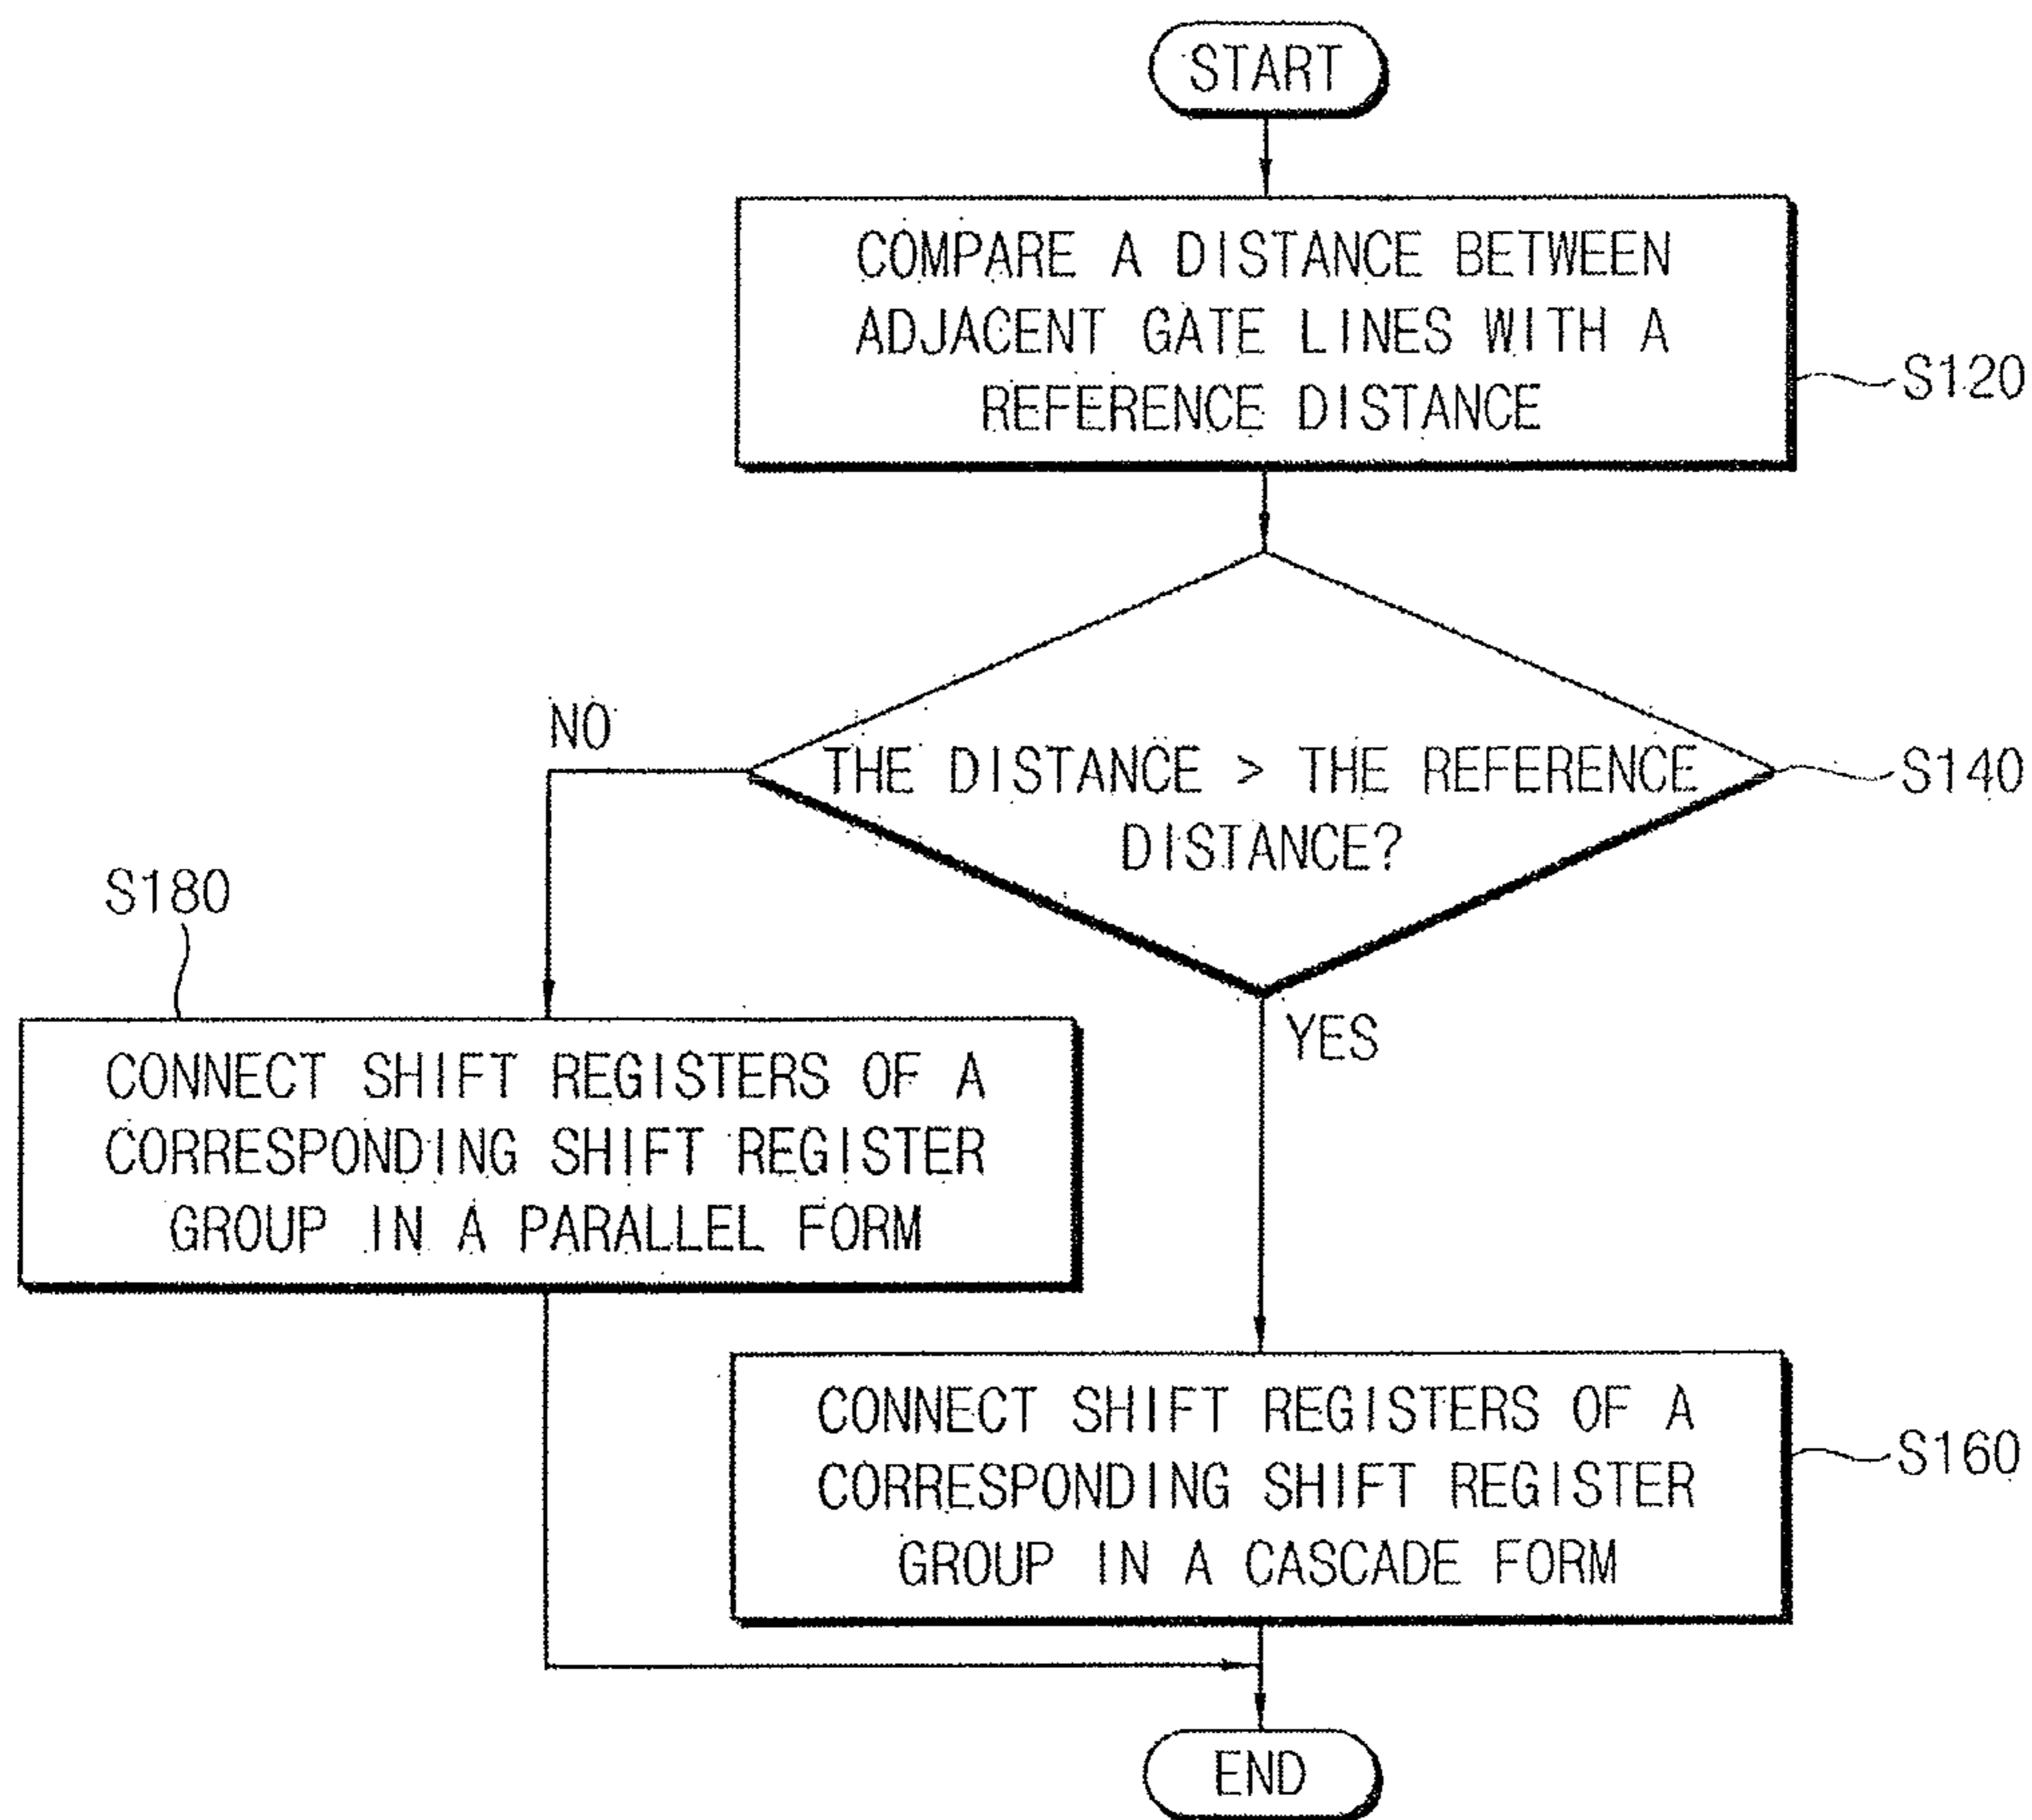 START
COMPARE A DISTANCE BETWEEN
ADJACENT GATE LINES WITH A
REFERENCE DISTANCE
S120
NO
THE DISTANCE > THE REFERENCE
DISTANCE?
S140
S180
YES
CONNECT SHIFT REGISTERS OF A
CORRESPONDING SHIFT REGISTER
GROUP IN A PARALLEL FORM
CONNECT SHIFT REGISTERS OF A
CORRESPONDING SHIFT REGISTER
GROUP IN A CASCADE FORM
S160
END